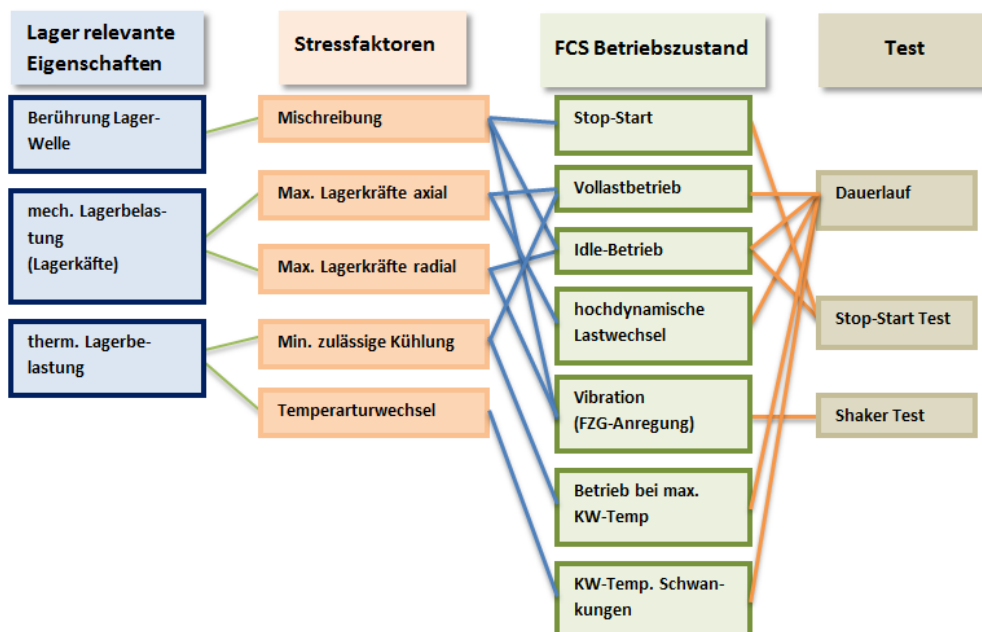 Lager relevante
Eigenschaften
Stressfaktoren
FCS Betriebszustand
Test
Berührung Lager-
Welle
mech. Lagerbelas-
tung
(Lagerkäfte)
therm. Lagerbe-
lastung
Mischreibung
Max. Lagerkräfte axial
Max. Lagerkräfte radial
Min. zulässige Kühlung
Temperarturwechsel
Stop-Start
Vollastbetrieb
Idle-Betrieb
hochdynamische
Lastwechsel
Vibration
(FZG-Anregung)
Betrieb bei max.
KW-Temp
KW-Temp. Schwan-
kungen
Dauerlauf
Stop-Start Test
Shaker Test